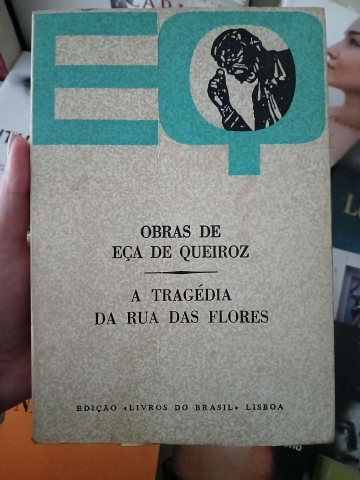 EQ
OBRAS DE
EÇA DE QUEIROZ
A TRAGÉDIA
DA RUA DAS FLORES
EDIÇÃO «LIVROS DO BRASIL» LISBOA